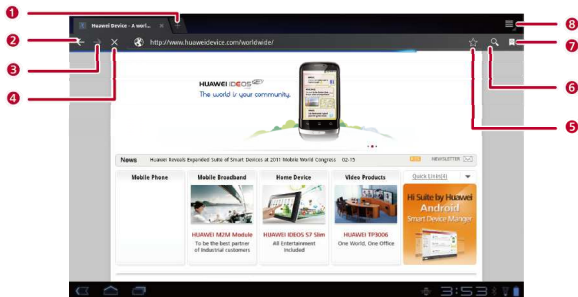 1
Huawei Device - A worl...
8
2
http://www.huaweidevice.com/worldwide/
7
3
4
6
5
HUAWEI IDEOS
The world is your community.
News Huawei Reveals Expanded Suite of Smart Devices at 2011 Mobile World Congress 02-15
NEWSLETTER
Mobile Phone
Mobile Broadband
Home Device
Video Products
Quick Links(4)
HUAWEI M2M Module
To be the best partner
of Industrial customers
HUAWEI IDEOS S7 Slim
All Entertainment
Included
HUAWEI TP3006
One World, One Office
Hi Suite by Huawei
Android
Smart Device Manger
3:53